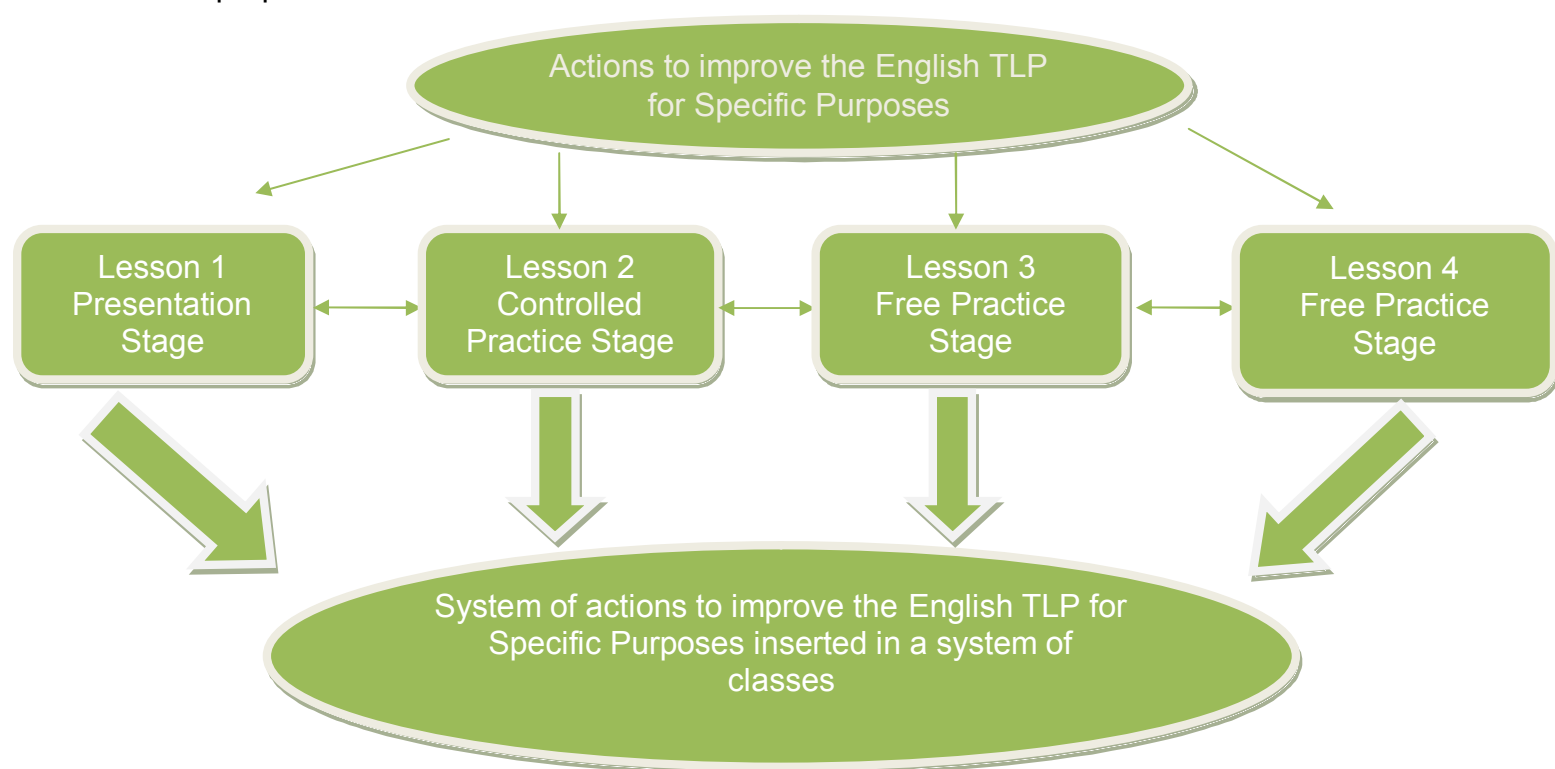 Actions to improve the English TLP
for Specific Purposes
Lesson 1
Presentation
Stage
Lesson 2
Controlled
Practice Stage
Lesson 3
Free Practice
Stage
Lesson 4
Free Practice
Stage
System of actions to improve the English TLP for
Specific Purposes inserted in a system of
classes